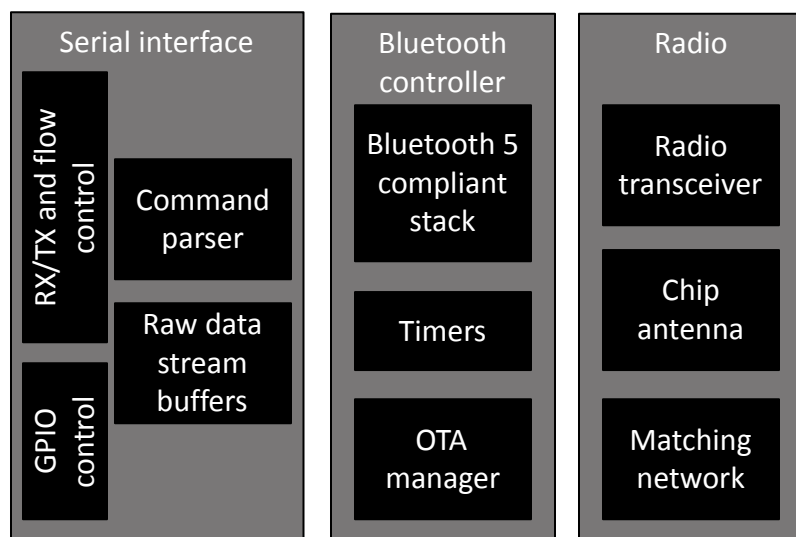 Serial interface
RX/TX and flow
control
Command
parser
Raw data
stream
buffers
GPIO
control
Bluetooth
controller
Bluetooth 5
compliant
stack
Timers
OTA
manager
Radio
Radio
transceiver
Chip
antenna
Matching
network